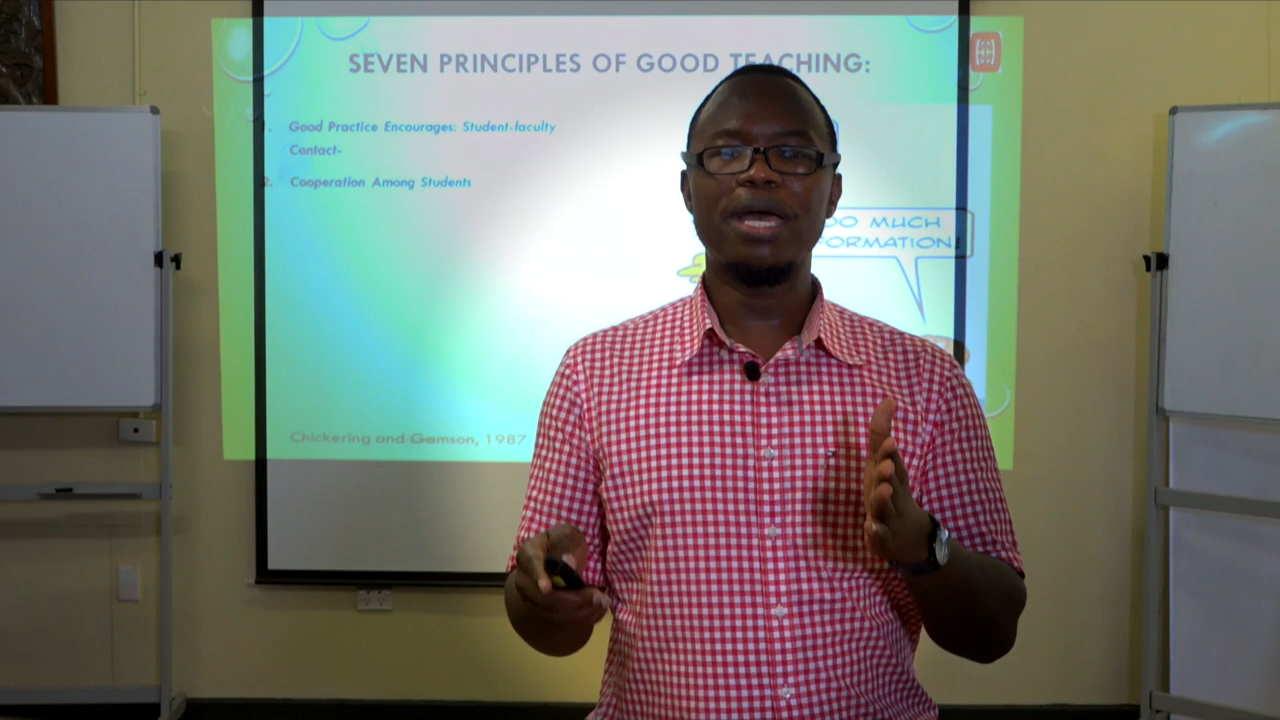 SEVEN PRINCIPLES OF GOOD TEACHING:
1. Good Practice Encourages: Student-faculty
Contact-
2. Cooperation Among Students
OO MUCH
FORMATION!
Chickering and Gamson, 1987